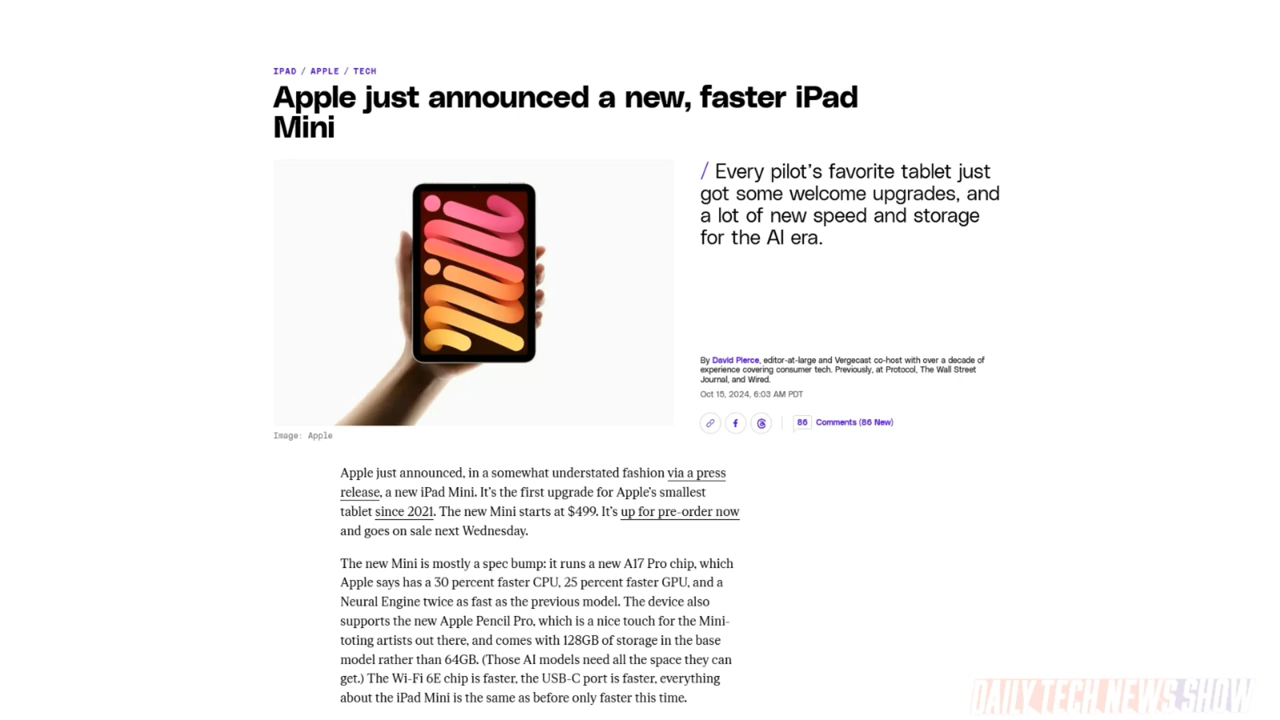 IPAD / APPLE / TECH
Apple just announced a new, faster iPad
Mini
/ Every pilot’s favorite tablet just
got some welcome upgrades, and
a lot of new speed and storage
for the AI era.
By David Pierce, editor-at-large and Vergecast co-host with over a decade of
experience covering consumer tech. Previously, at Protocol, The Wall Street
Journal, and Wired.
Oct 15, 2024, 6:03 AM PDT
86 Comments (86 New)
Image: Apple
Apple just announced, in a somewhat understated fashion via a press
release, a new iPad Mini. It’s the first upgrade for Apple’s smallest
tablet since 2021. The new Mini starts at $499. It’s up for pre-order now
and goes on sale next Wednesday.
The new Mini is mostly a spec bump: it runs a new A17 Pro chip, which
Apple says has a 30 percent faster CPU, 25 percent faster GPU, and a
Neural Engine twice as fast as the previous model. The device also
supports the new Apple Pencil Pro, which is a nice touch for the Mini-
toting artists out there, and comes with 128GB of storage in the base
model rather than 64GB. (Those AI models need all the space they can
get.) The Wi-Fi 6E chip is faster, the USB-C port is faster, everything
about the iPad Mini is the same as before only faster this time.
DAILY TECH NEWS SHOW